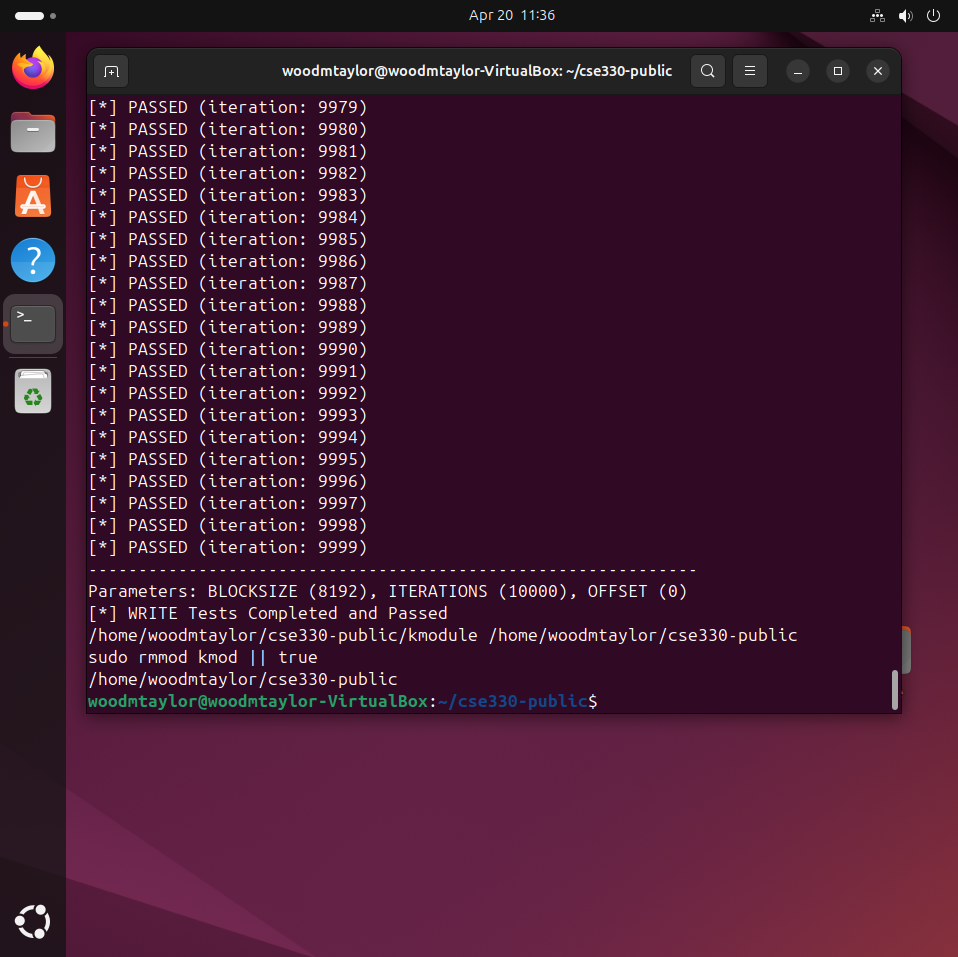 Apr 20 11:36
woodmtaylor@woodmtaylor-VirtualBox: ~/cse330-public
[*] PASSED (iteration: 9979)
[*] PASSED (iteration: 9980)
[*] PASSED (iteration: 9981)
[*] PASSED (iteration: 9982)
[*] PASSED (iteration: 9983)
[*] PASSED (iteration: 9984)
[*] PASSED (iteration: 9985)
[*] PASSED (iteration: 9986)
[*] PASSED (iteration: 9987)
[*] PASSED (iteration: 9988)
[*] PASSED (iteration: 9989)
[*] PASSED (iteration: 9990)
[*] PASSED (iteration: 9991)
[*] PASSED (iteration: 9992)
[*] PASSED (iteration: 9993)
[*] PASSED (iteration: 9994)
[*] PASSED (iteration: 9995)
[*] PASSED (iteration: 9996)
[*] PASSED (iteration: 9997)
[*] PASSED (iteration: 9998)
[*] PASSED (iteration: 9999)
-------------------------------------------------------------
Parameters: BLOCKSIZE (8192), ITERATIONS (10000), OFFSET (0)
[*] WRITE Tests Completed and Passed
/home/woodmtaylor/cse330-public/kmodule /home/woodmtaylor/cse330-public
sudo rmmod kmod || true
/home/woodmtaylor/cse330-public
woodmtaylor@woodmtaylor-VirtualBox:~/cse330-public$